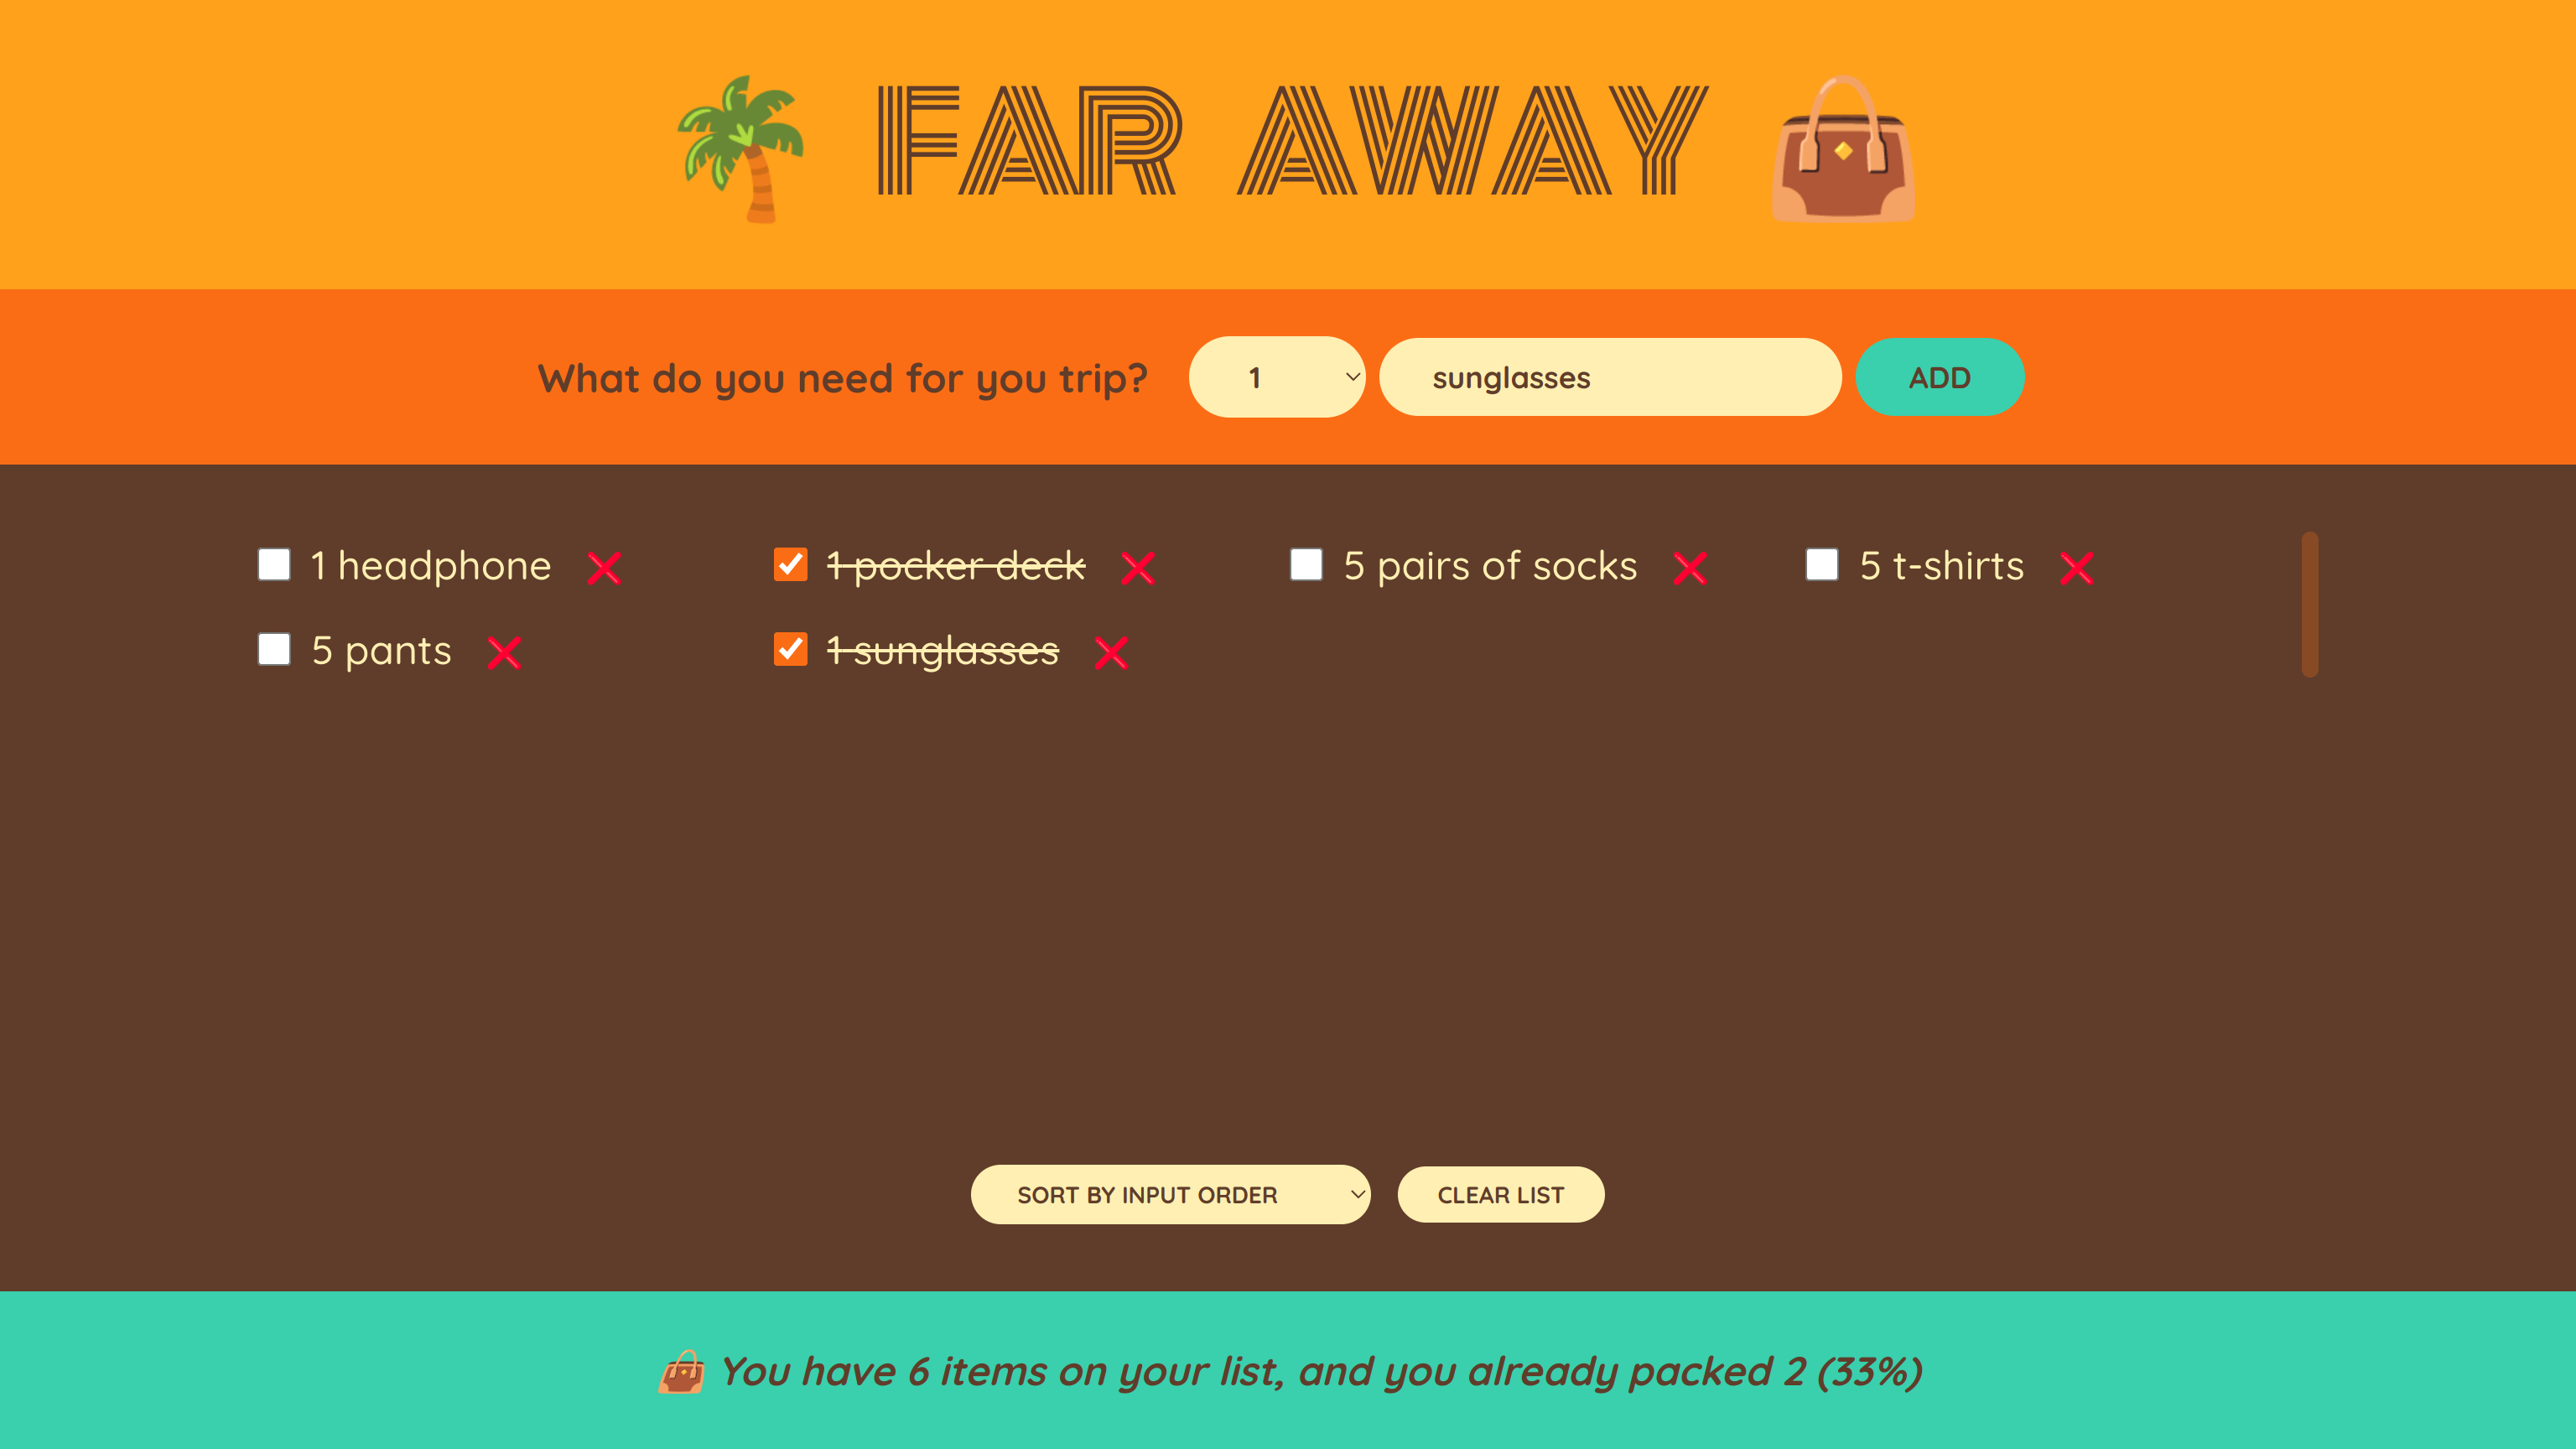 FAR AWAY
What do you need for you trip? 1 sunglasses ADD
1 headphone 1 pocker deck 5 pairs of socks 5 t-shirts
5 pants 1 sunglasses
SORT BY INPUT ORDER CLEAR LIST
You have 6 items on your list, and you already packed 2 (33%)